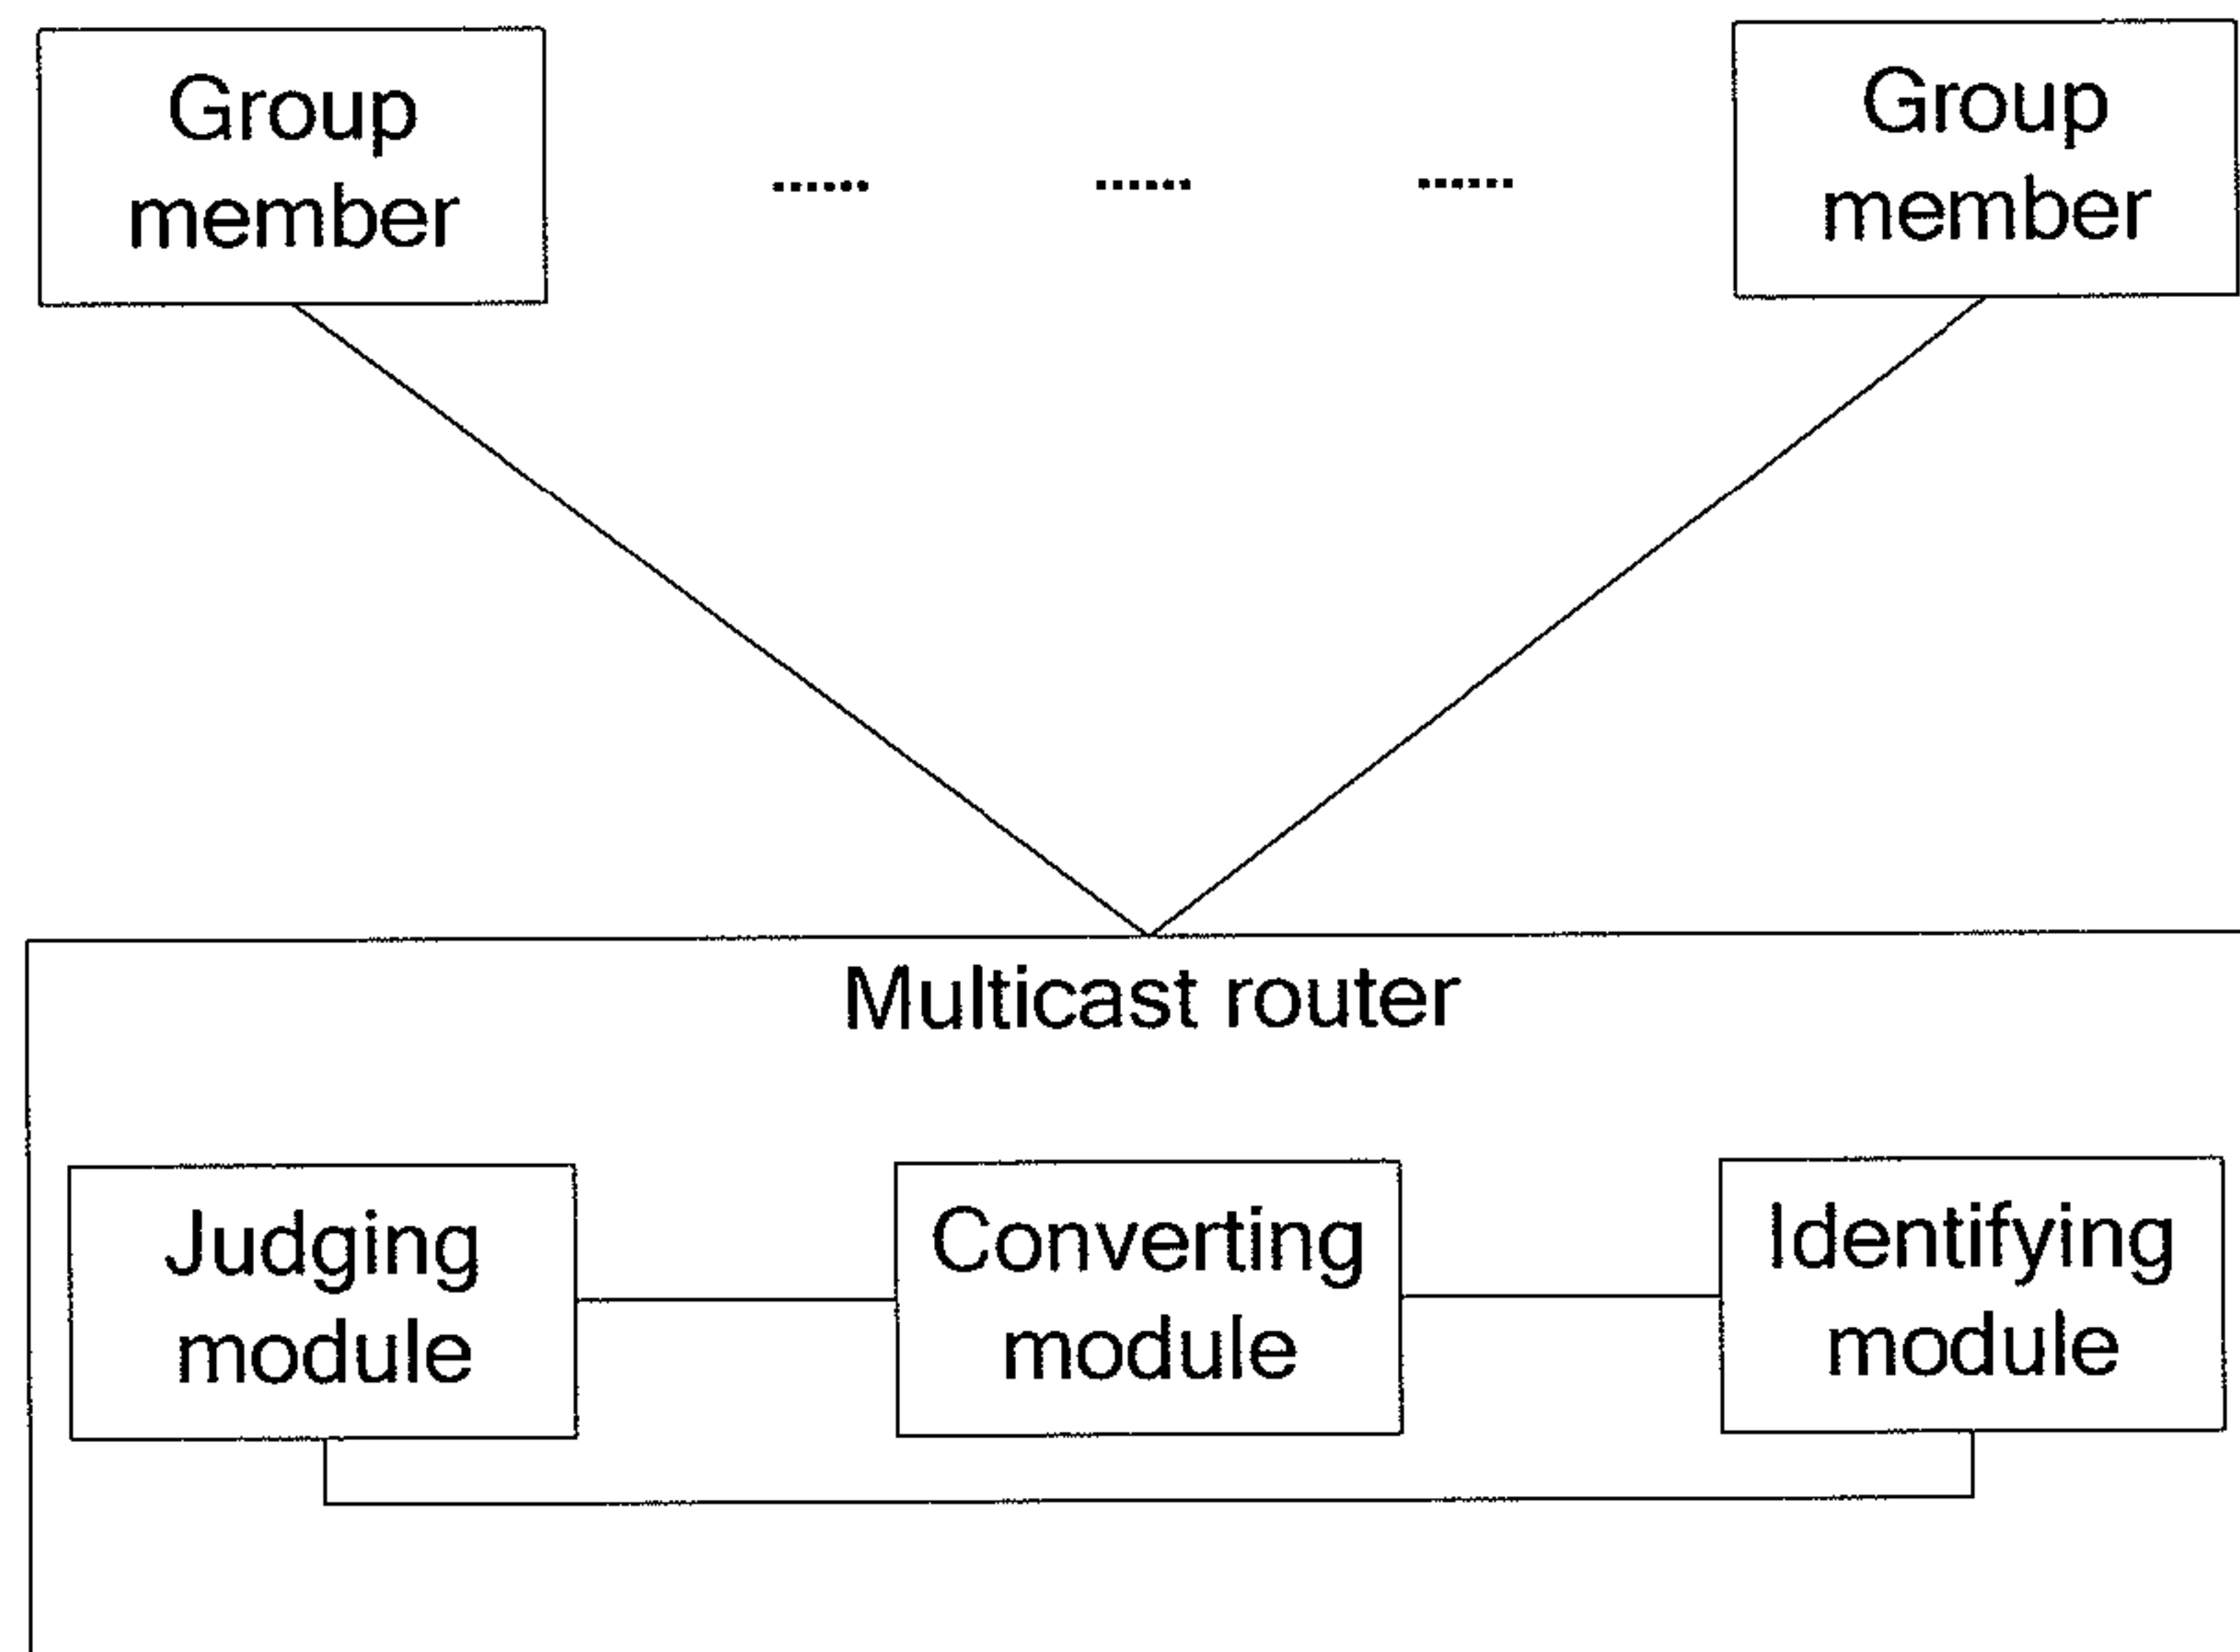 Group
member
...... ...... ......
Group
member
Multicast router
Judging
module
Converting
module
Identifying
module